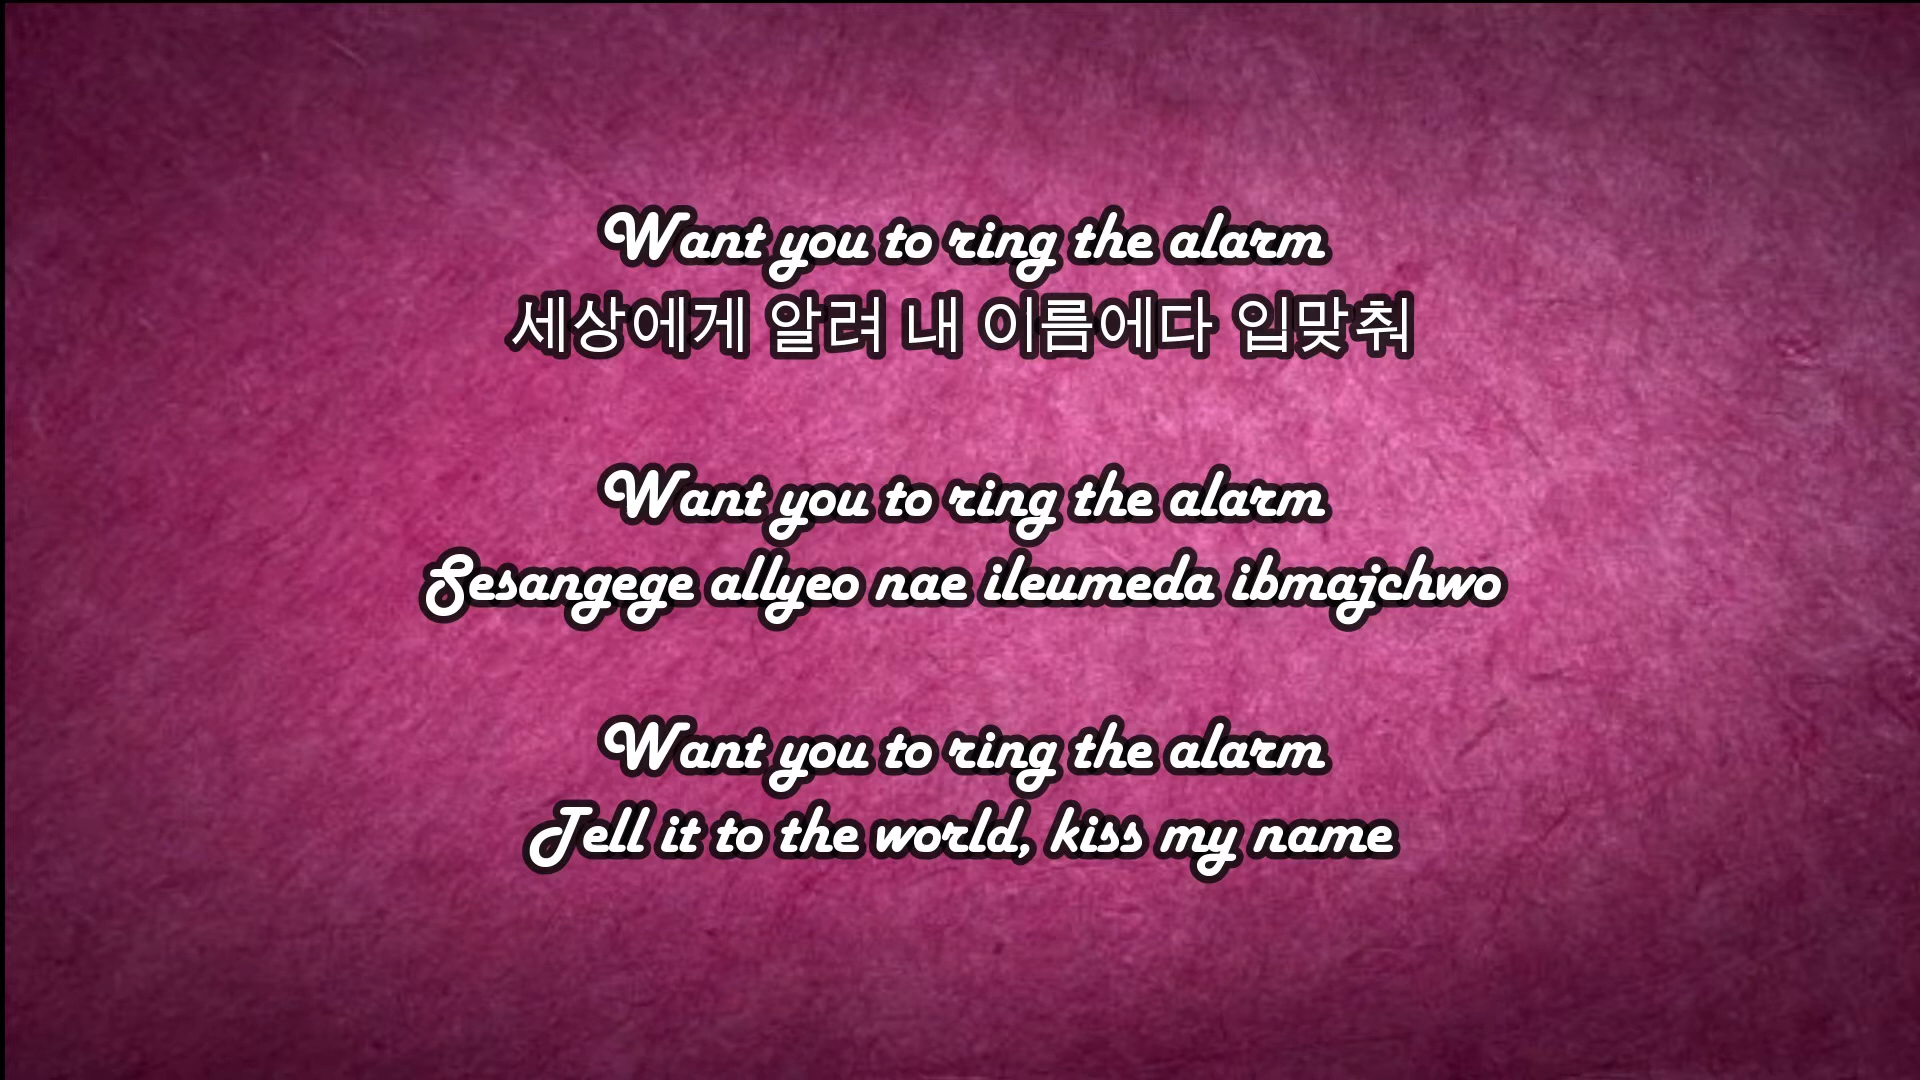 Want you to ring the alarm
세상에게 알려 내 이름에다 입맞춰
Want you to ring the alarm
Sesangege allyeo nae ileumeda ibmajchwo
Want you to ring the alarm
Tell it to the world, kiss my name